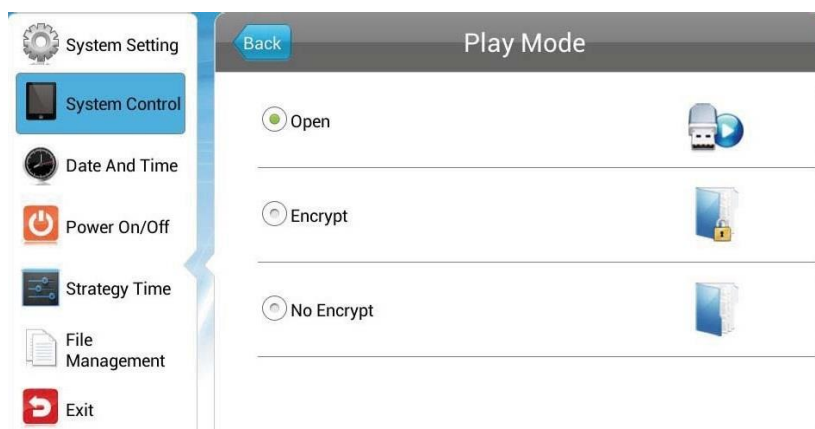 System Setting
System Control
Date And Time
Power On/Off
Strategy Time
File
Management
Exit
Back
Play Mode
Open
Encrypt
No Encrypt